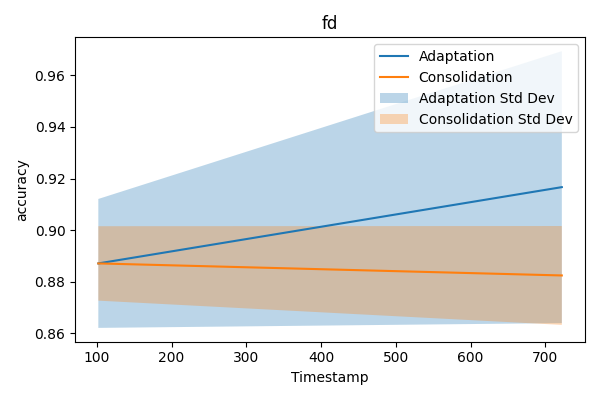 fd
Adaptation
Consolidation
Adaptation Std Dev
Consolidation Std Dev
accuracy
0.96
0.94
0.92
0.90
0.88
0.86
100 200 300 400 500 600 700
Timestamp